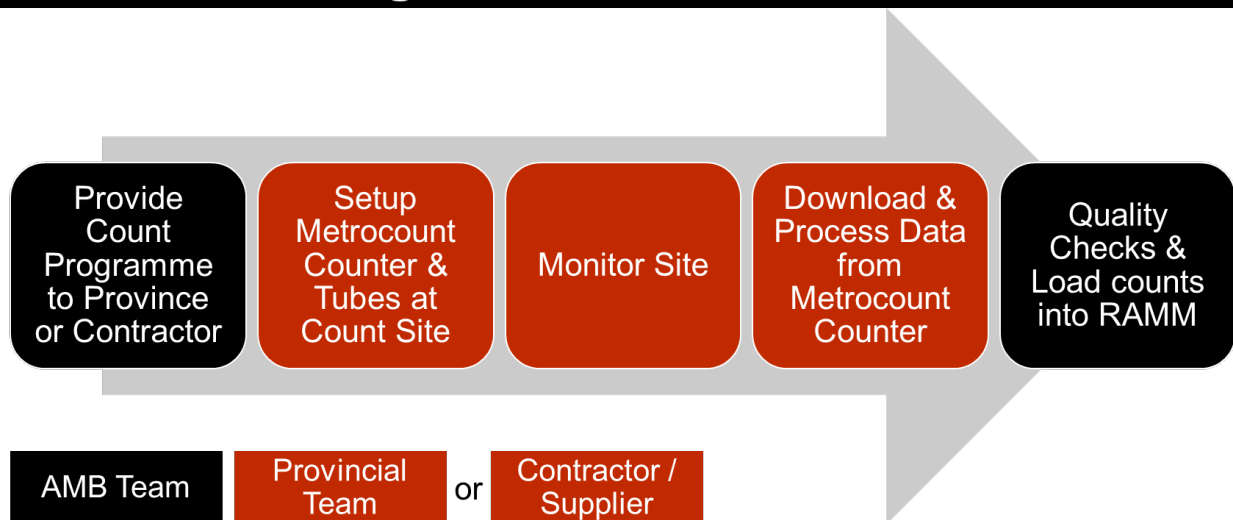 Provide
Count
Programme
to Province
or Contractor
Setup
Metrocount
Counter &
Tubes at
Count Site
Monitor Site
Download &
Process Data
from
Metrocount
Counter
Quality
Checks &
Load counts
into RAMM
AMB Team
Provincial
Team
or
Contractor /
Supplier